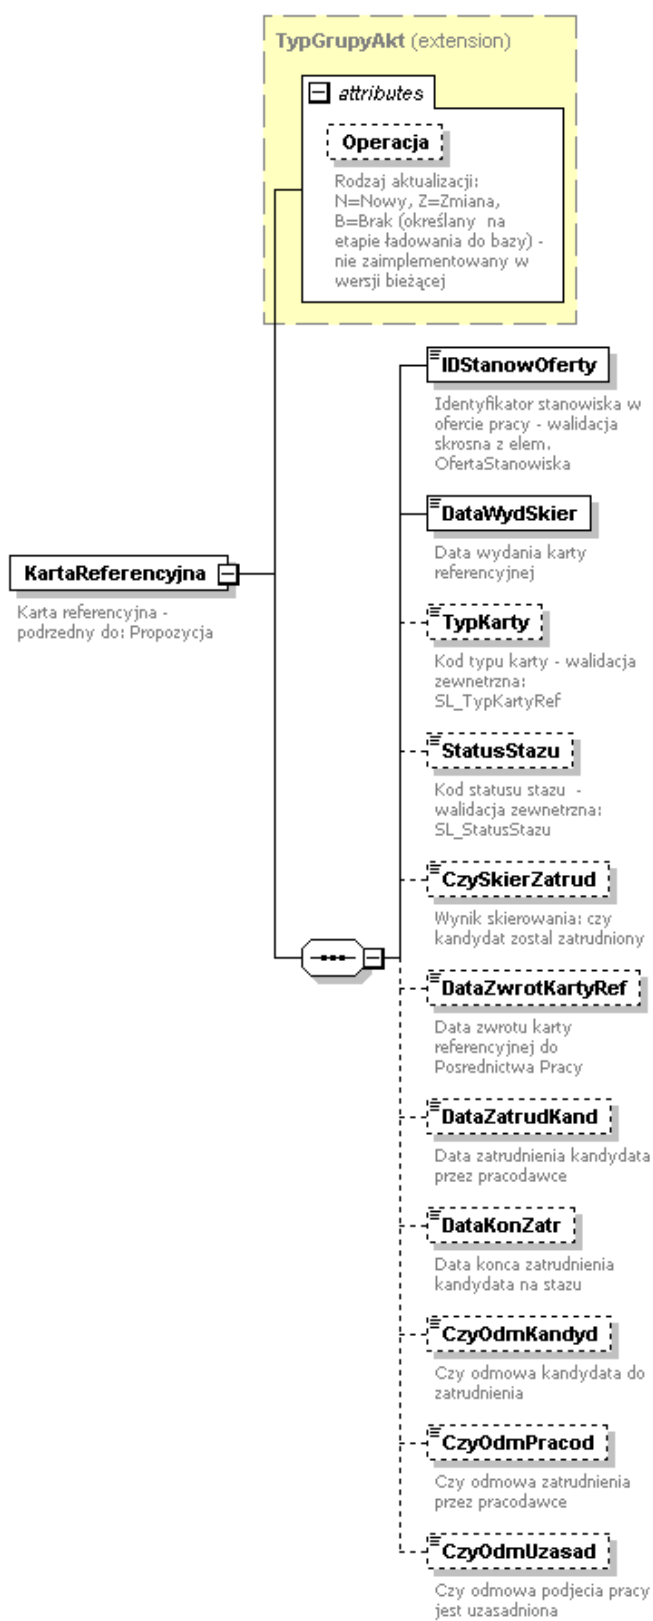 TypGrupyAkt (extension)
attributes
Operacja
Rodzaj aktualizacji:
N=Nowy, Z=Zmiana,
B=Brak (określany na
etapie ładowania do bazy) -
nie zaimplementowany w
wersji bieżącej
IDStanowOferty
Identyfikator stanowiska w
ofercie pracy - walidacja
skrosna z elem.
OfertaStanowiska
DataWydSkier
Data wydania karty
referencyjnej
KartaReferencyjna
Karta referencyjna -
podrzedny do: Propozycja
TypKarty
Kod typu karty - walidacja
zewnetrzna:
SL_TypKartyRef
StatusStazu
Kod statusu stazu -
walidacja zewnetrzna:
SL_StatusStazu
CzySkierZatrud
Wynik skierowania: czy
kandydat zostal zatrudniony
DataZwrotKartyRef
Data zwrotu karty
referencyjnej do
Posrednictwa Pracy
DataZatrudKand
Data zatrudnienia kandydata
przez pracodawce
DataKonZatr
Data konca zatrudnienia
kandydata na stazu
CzyOdmKandyd
Czy odmowa kandydata do
zatrudnienia
CzyOdmPracod
Czy odmowa zatrudnienia
przez pracodawce
CzyOdmUzasad
Czy odmowa podjecia pracy
jest uzasadniona